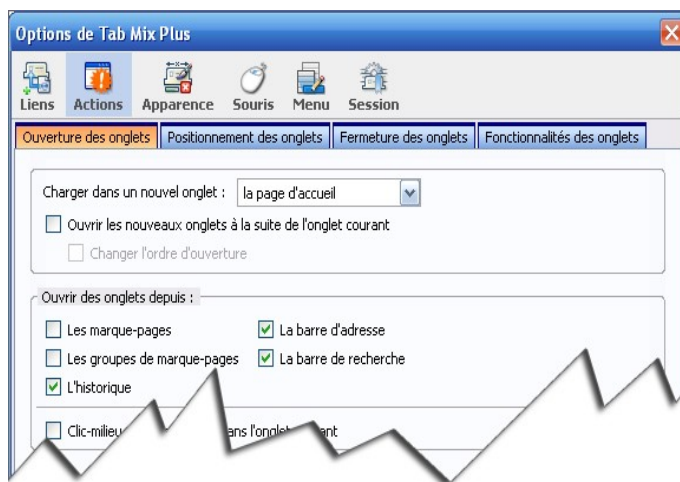 Options de Tab Mix Plus
Liens Actions Apparence Souris Menu Session
Ouverture des onglets Positionnement des onglets Fermeture des onglets Fonctionnalités des onglets
Charger dans un nouvel onglet : la page d'accueil
Ouvrir les nouveaux onglets à la suite de l'onglet courant
Changer l'ordre d'ouverture
Ouvrir des onglets depuis :
Les marque-pages La barre d'adresse
Les groupes de marque-pages La barre de recherche
L'historique
Clic-milieu ans l'onglet